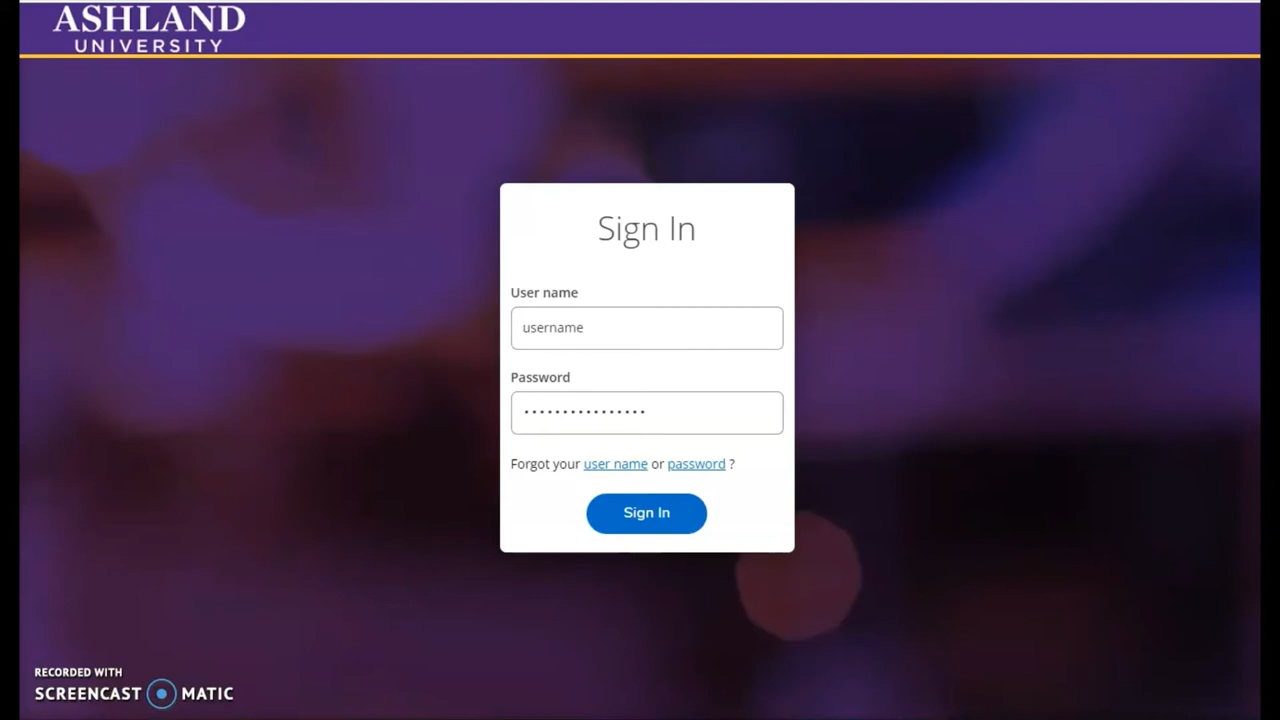 ASHLAND
UNIVERSITY
Sign In
User name
username
Password
••••••••••••••••
Forgot your user name or password ?
Sign In
RECORDED WITH
SCREENCAST MATIC